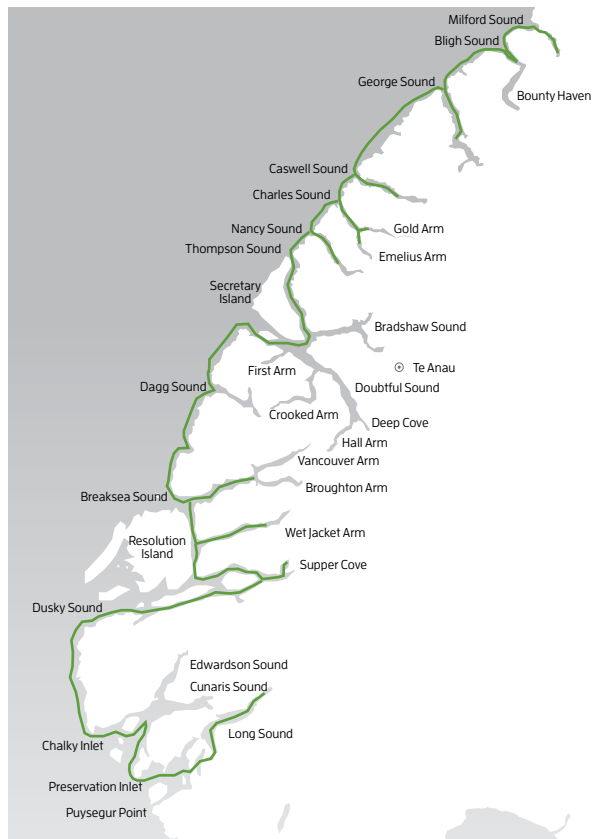 Milford Sound
Bligh Sound
George Sound
Bounty Haven
Caswell Sound
Charles Sound
Nancy Sound
Gold Arm
Thompson Sound
Emelius Arm
Secretary
Island
Bradshaw Sound
Te Anau
First Arm
Dagg Sound
Doubtful Sound
Crooked Arm
Deep Cove
Hall Arm
Vancouver Arm
Broughton Arm
Breaksea Sound
Wet Jacket Arm
Resolution
Island
Supper Cove
Dusky Sound
Edwardson Sound
Cunaris Sound
Long Sound
Chalky Inlet
Preservation Inlet
Puysegur Point